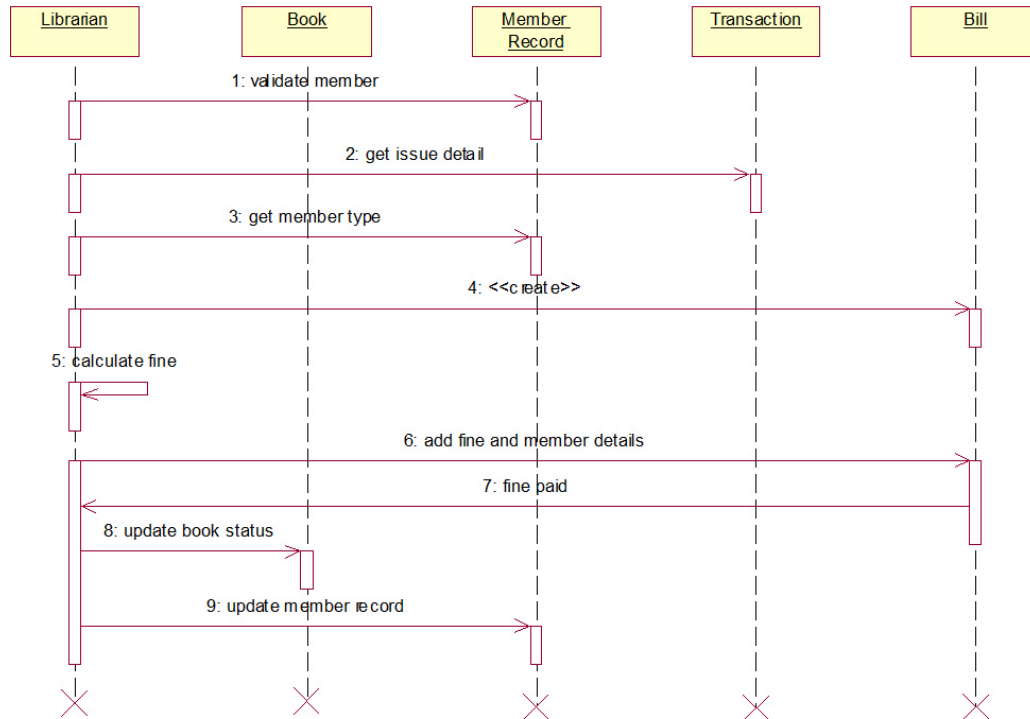 Librarian
Book
Member
Record
Transaction
Bill
1: validate member
2: get issue detail
3: get member type
4: <<create>>
5: calculate fine
6: add fine and member details
7: fine paid
8: update book status
9: update member record